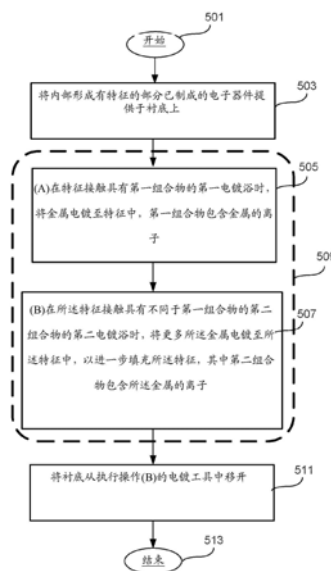 501
开始
503
将内部形成有特征的部分已制成的电子器件提
供于衬底上
505
(A)在特征接触具有第一组合物的第一电镀浴时,
将金属电镀至特征中,第一组合物包含金属的离
子
509
(B)在所述特征接触具有不同于第一组合物的第二
组合物的第二电镀浴时,将更多所述金属电镀至所
507
述特征中,以进一步填充所述特征,其中第二组合
物包含所述金属的离子
将衬底从执行操作(B)的电镀工具中移开
511
513
结束